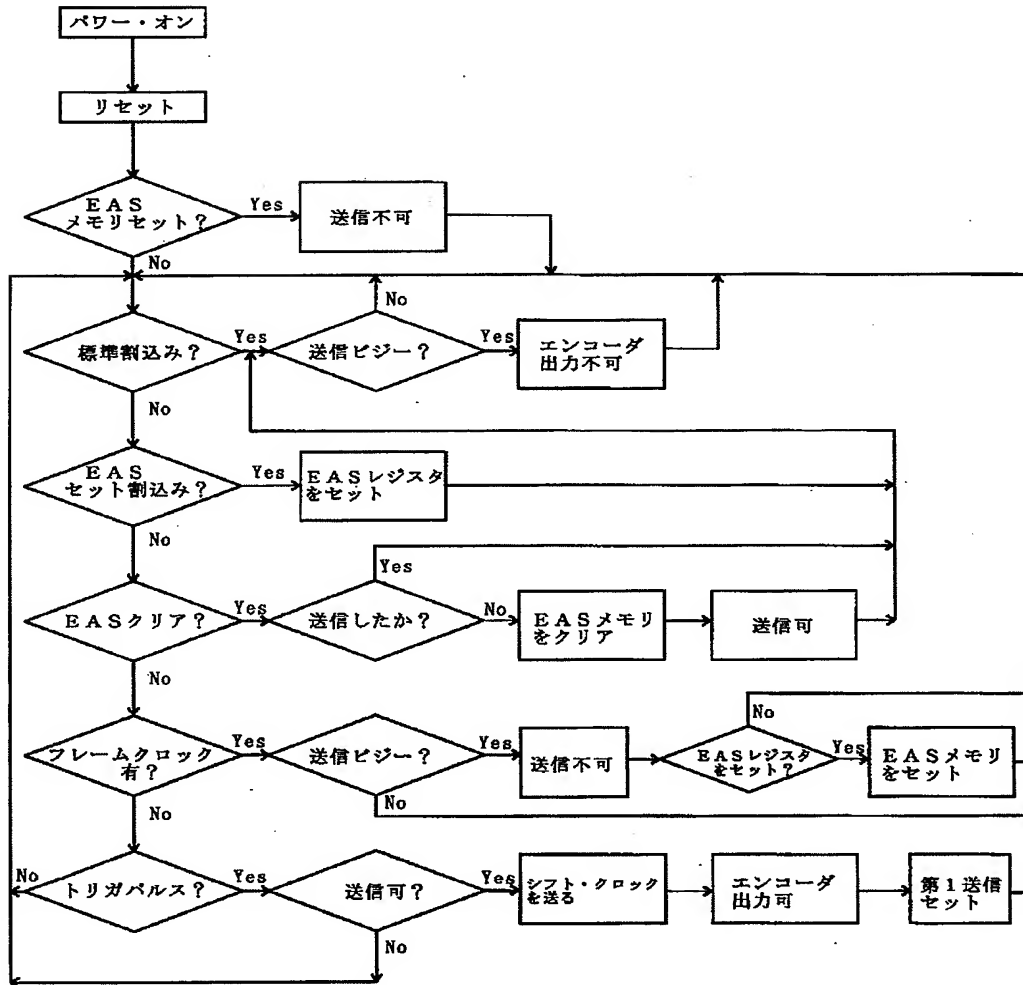 パワー・オン
リセット
EAS
メモリセット?
Yes
送信不可
No
標準割込み?
Yes
送信ビジー?
No
Yes
エンコーダ
出力不可
No
EAS
セット割込み?
Yes
EASレジスタ
をセット
No
EASクリア?
Yes
送信したか?
Yes
No
EASメモリ
をクリア
送信可
No
フレームクロック
有?
Yes
送信ビジー?
Yes
送信不可
No
EASレジスタ
をセット?
Yes
EASメモリ
をセット
No
No
No
トリガパルス?
Yes
送信可?
Yes
シフト・クロック
を送る
エンコーダ
出力可
第1送信
セット
No